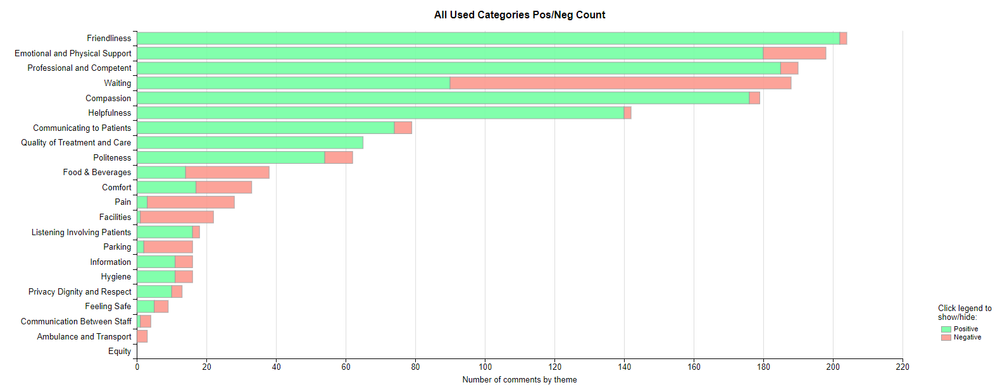 All Used Categories Pos/Neg Count
Friendliness
Emotional and Physical Support
Professional and Competent
Waiting
Compassion
Helpfulness
Communicating to Patients
Quality of Treatment and Care
Politeness
Food & Beverages
Comfort
Pain
Facilities
Listening Involving Patients
Parking
Information
Hygiene
Privacy Dignity and Respect
Feeling Safe
Communication Between Staff
Ambulance and Transport
Equity
0 20 40 60 80 100 120 140 160 180 200 220
Number of comments by theme
Click legend to
show/hide:
Positive
Negative